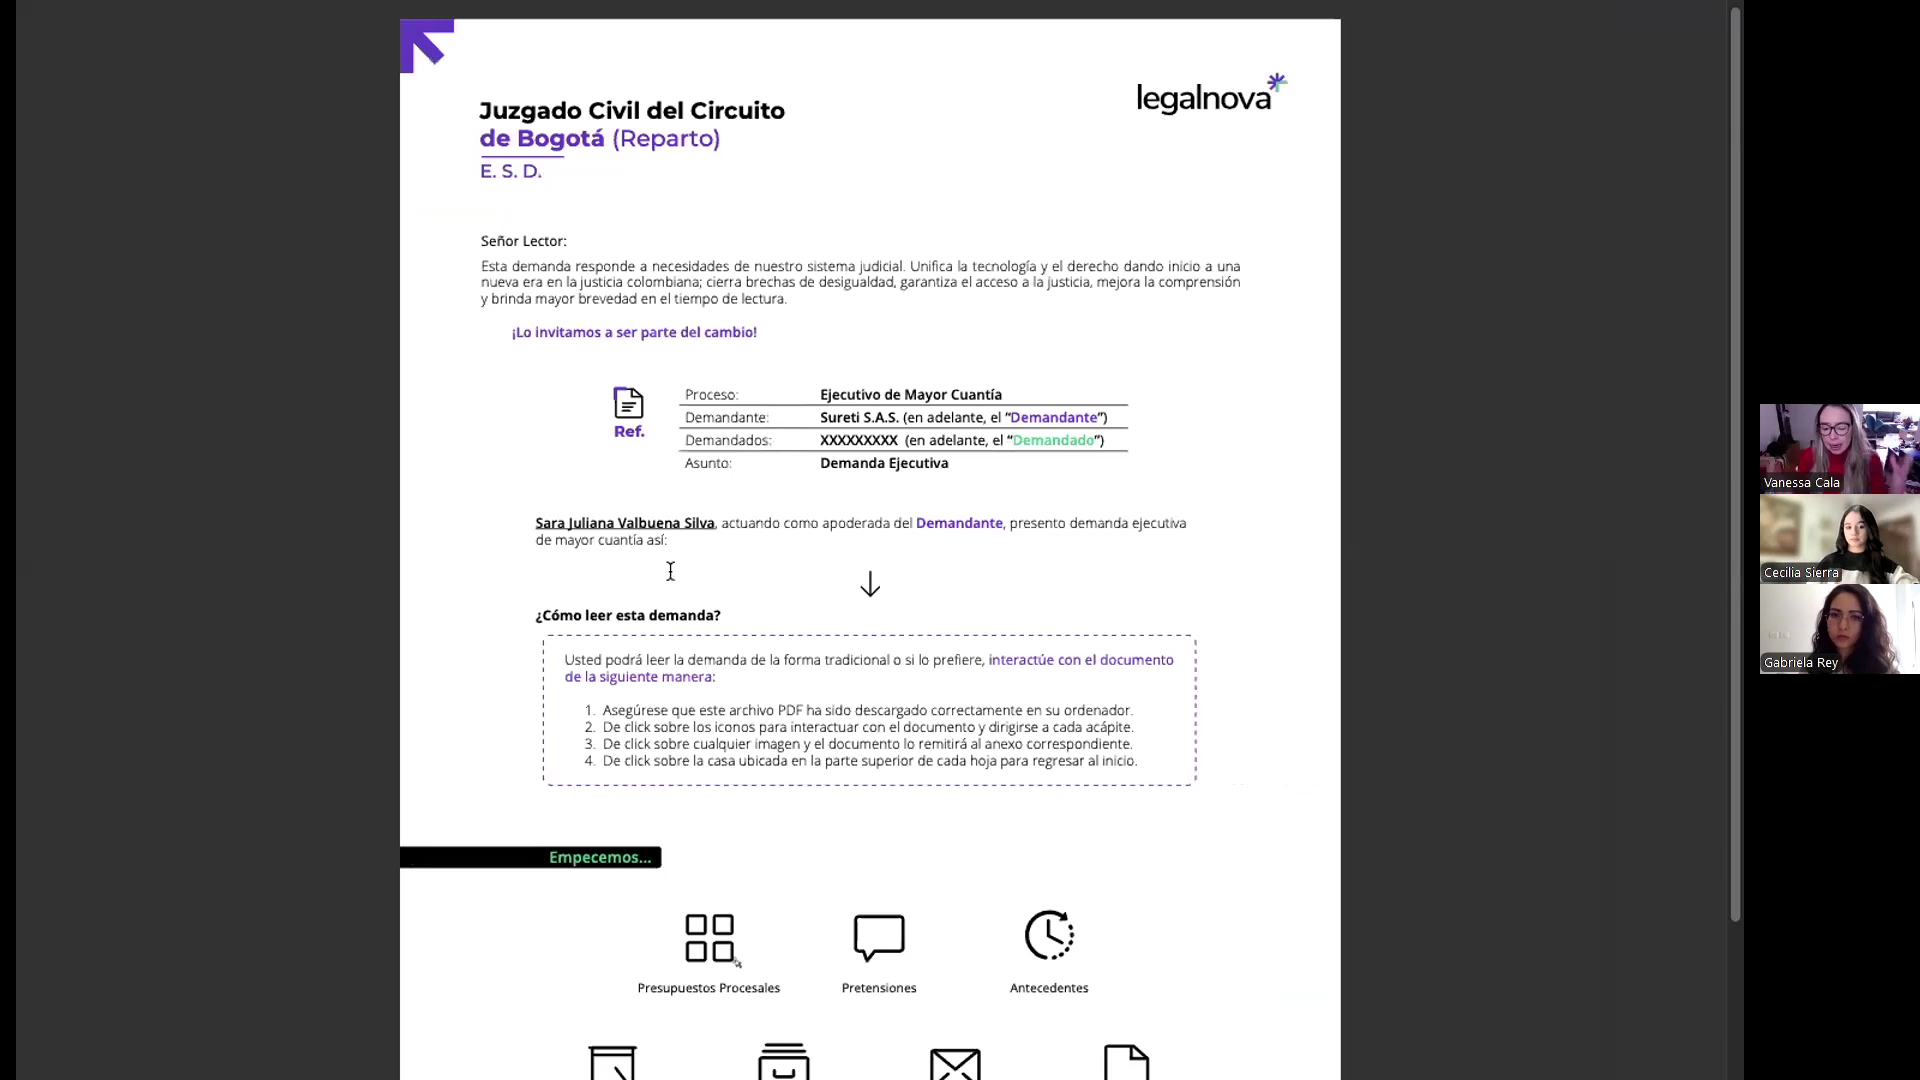 legalnova
Juzgado Civil del Circuito
de Bogotá (Reparto)
E. S. D.
Señor Lector:
Esta demanda responde a necesidades de nuestro sistema judicial. Unifica la tecnología y el derecho dando inicio a una
nueva era en la justicia colombiana; cierra brechas de desigualdad, garantiza el acceso a la justicia, mejora la comprensión
y brinda mayor brevedad en el tiempo de lectura.
¡Lo invitamos a ser parte del cambio!
Ref.
Proceso: Ejecutivo de Mayor Cuantía
Demandante: Sureti S.A.S. (en adelante, el “Demandante”)
Demandados: XXXXXXXXX (en adelante, el “Demandado”)
Asunto: Demanda Ejecutiva
Sara Juliana Valbuena Silva, actuando como apoderada del Demandante, presento demanda ejecutiva
de mayor cuantía así:
¿Cómo leer esta demanda?
Usted podrá leer la demanda de la forma tradicional o si lo prefiere, interactúe con el documento
de la siguiente manera:
1. Asegúrese que este archivo PDF ha sido descargado correctamente en su ordenador.
2. De click sobre los iconos para interactuar con el documento y dirigirse a cada acápite.
3. De click sobre cualquier imagen y el documento lo remitirá al anexo correspondiente.
4. De click sobre la casa ubicada en la parte superior de cada hoja para regresar al inicio.
Empecemos...
Presupuestos Procesales
Pretensiones
Antecedentes
Vanessa Cala
Cecilia Sierra
Gabriela Rey